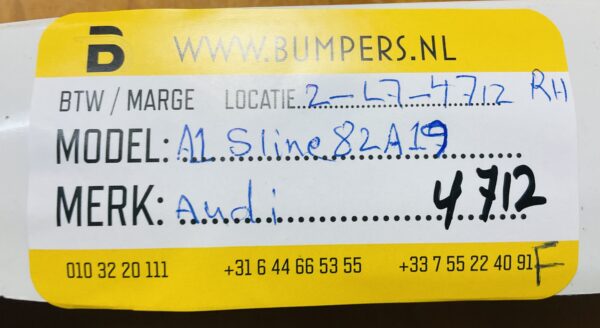 B WWW.BUMPERS.NL
BTW / MARGE LOCATIE 2-L7-4712 RH
MODEL: A1 Sline 82A19
MERK: Audi 4712
010 32 20 111 +31 6 44 66 53 55 +33 7 55 22 40 91 F